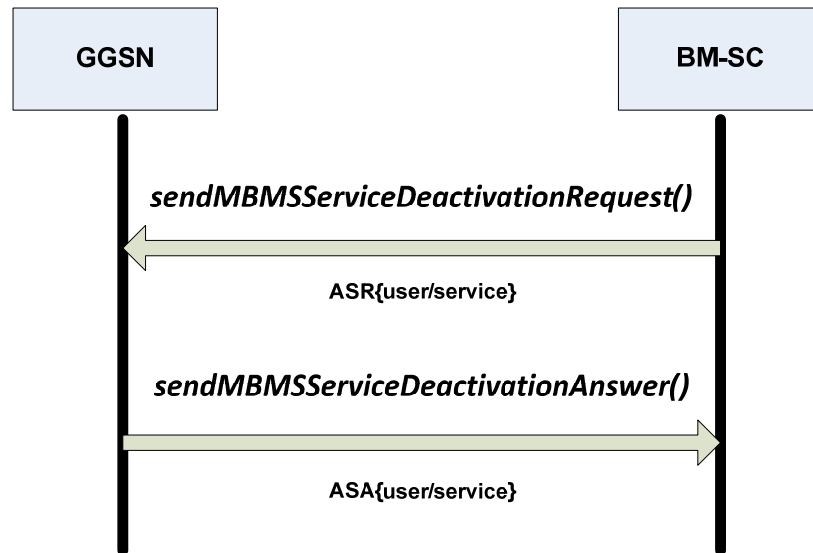 GGSN
BM-SC
sendMBMSServiceDeactivationRequest()
ASR{user/service}
sendMBMSServiceDeactivationAnswer()
ASA{user/service}